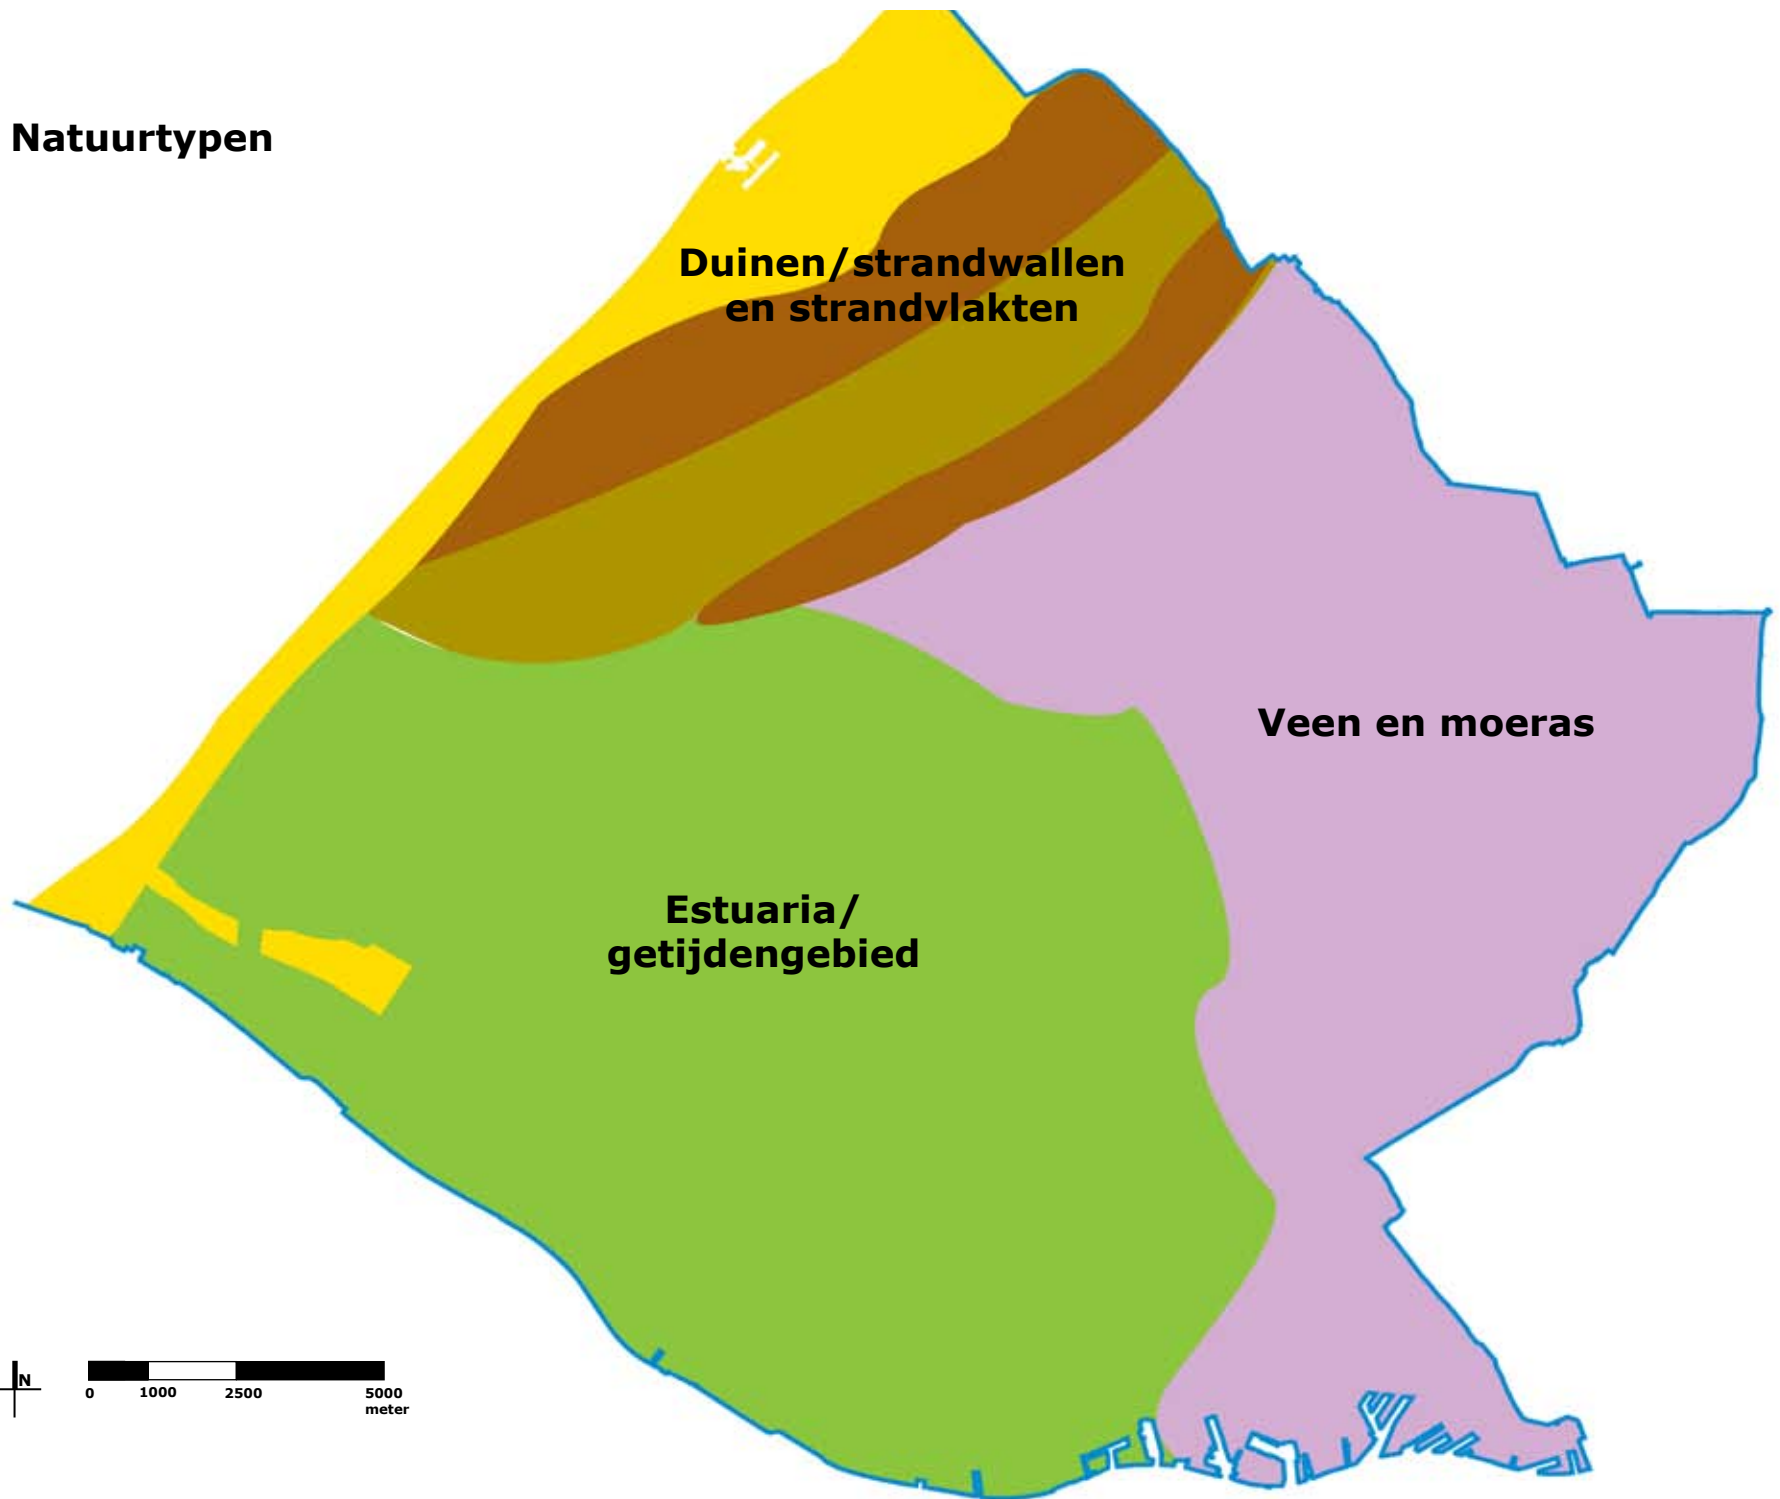 Natuurtypen
Duinen/strandwallen
en strandvlakten
Veen en moeras
Estuaria/
getijdengebied
N
0 1000 2500 5000
meter